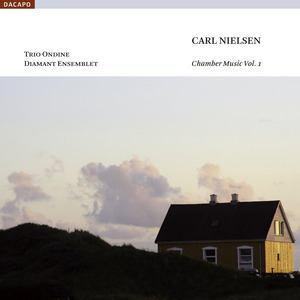 DACAPO
CARL NIELSEN
TRIO ONDINE
DIAMANT ENSEMBLET
Chamber Music Vol. 1